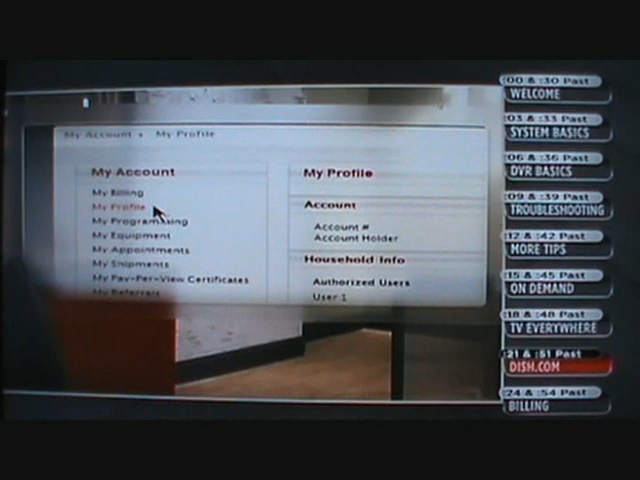 My Account • My Profile
My Account
My Billing
My Profile
My Programming
My Equipment
My Appointments
My Shipments
My Pay-Per-View Certificates
My Referrals
My Profile
Account
Account #
Account Holder
Household Info
Authorized Users
User 1
:00 & :30 Past
WELCOME
:03 & :33 Past
SYSTEM BASICS
:06 & :36 Past
DVR BASICS
:09 & :39 Past
TROUBLESHOOTING
:12 & :42 Past
MORE TIPS
:15 & :45 Past
ON DEMAND
:18 & :48 Past
TV EVERYWHERE
:21 & :51 Past
DISH.COM
:24 & :54 Past
BILLING